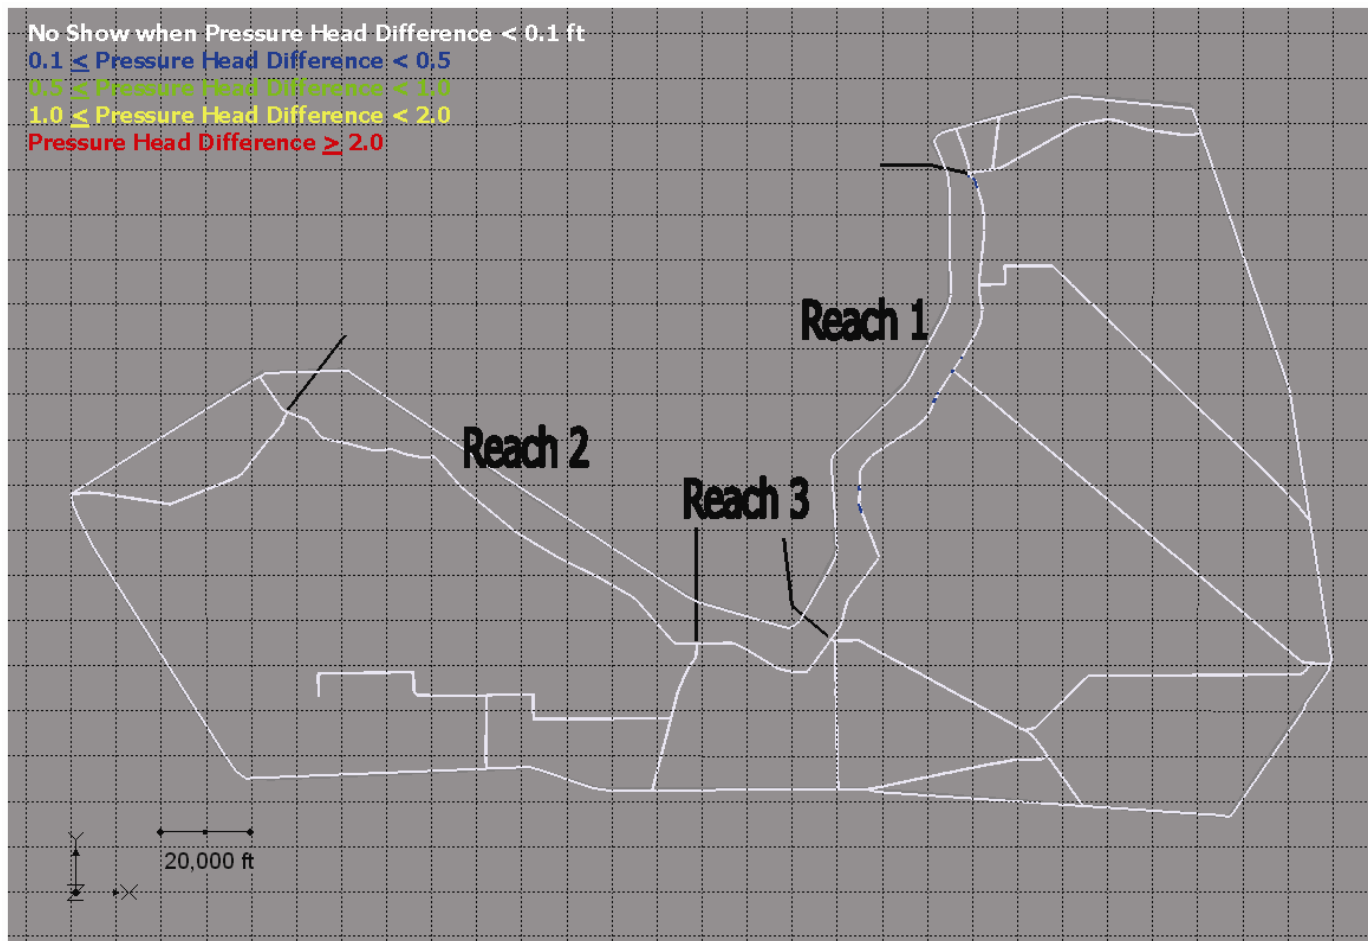 No Show when Pressure Head Difference < 0.1 ft
0.1 ≤ Pressure Head Difference < 0.5
0.5 ≤ Pressure Head Difference < 1.0
1.0 ≤ Pressure Head Difference < 2.0
Pressure Head Difference ≥ 2.0
Reach 1
Reach 2
Reach 3
Y
20,000 ft
Z
X